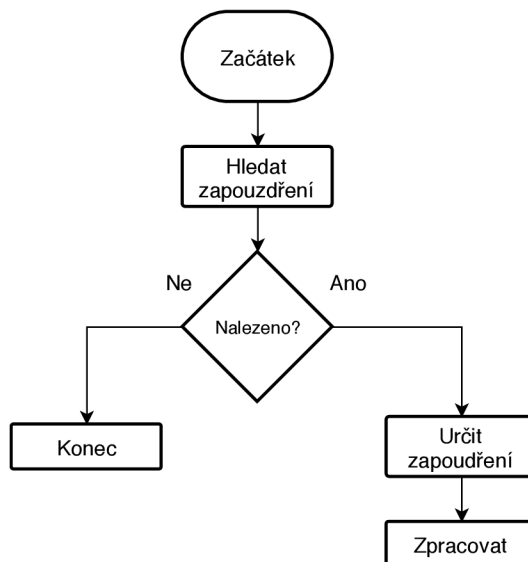 Začátek
Hledat
zapouzdření
Ne
Ano
Nalezeno?
Konec
Určit
zapoudření
Zpracovat